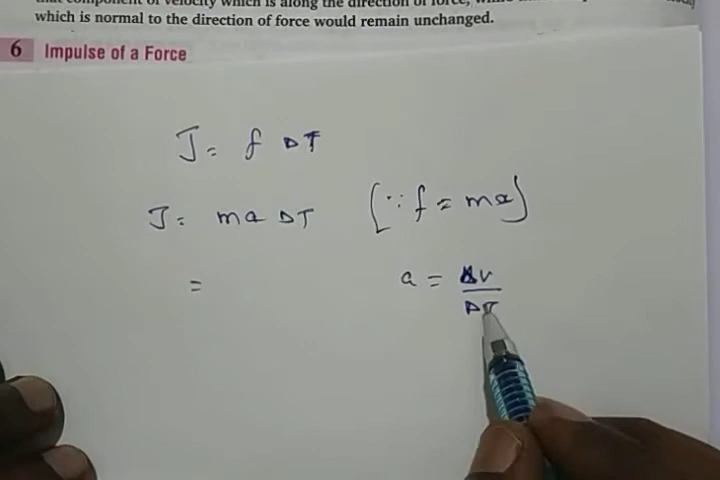 which is normal to the direction of force would remain unchanged.
6 Impulse of a Force
J = f ΔT
J = ma ΔT [∵ f = ma]
= a = ΔV/ΔT